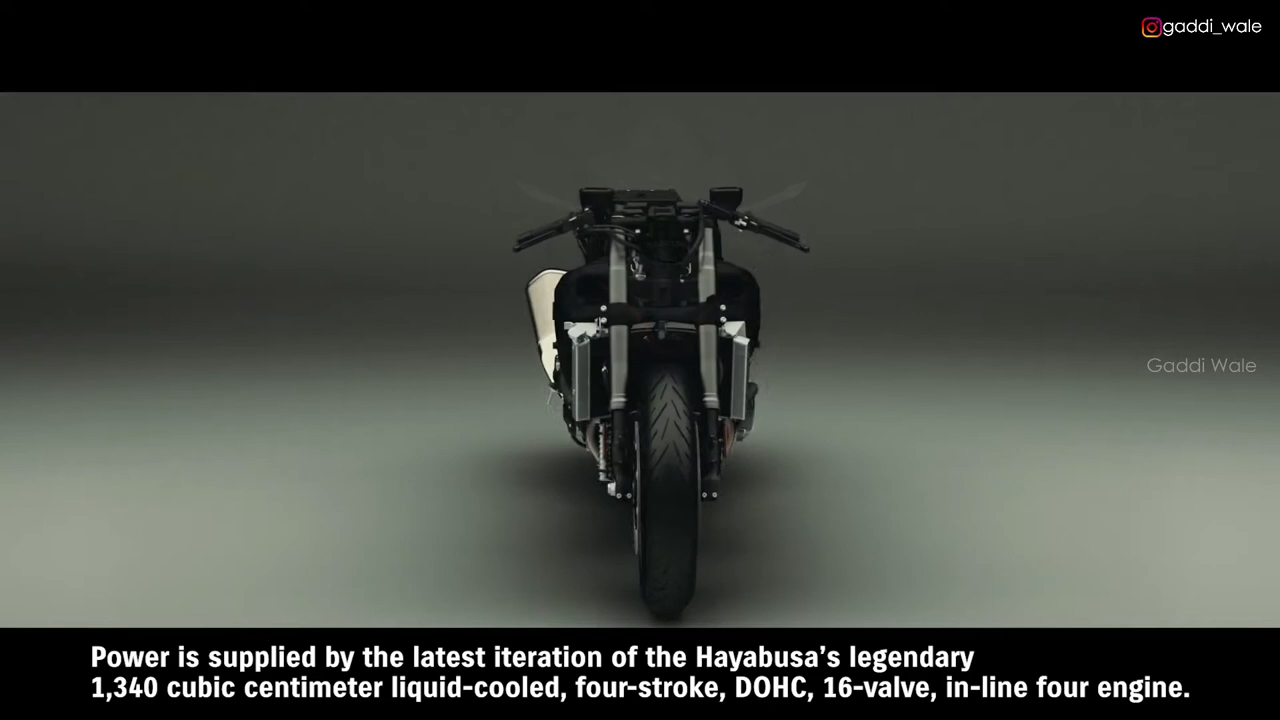 gaddi_wale
Gaddi Wale
Power is supplied by the latest iteration of the Hayabusa’s legendary
1,340 cubic centimeter liquid-cooled, four-stroke, DOHC, 16-valve, in-line four engine.